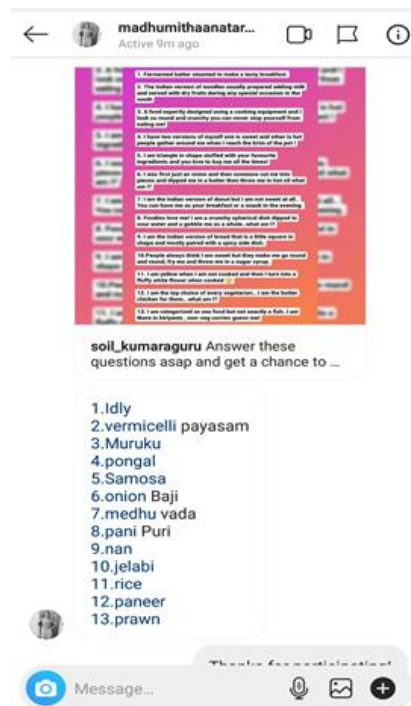 madhumithaanatar...
Active 9m ago
1. Fermented batter steamed to make a tasty breakfast.
2. The Indian version of noodles usually prepared adding milk
and served with dry fruits during any special occasion in the
south
3. A food expertly designed using a cooking equipment and I
look so round and crunchy you can never stop yourself from
eating me!
4. I have two versions of myself one is sweet and other is hot
people gather around me when I reach the brim of the pot !
5. I am triangle in shape stuffed with your favourite
ingredients and you love to buy me all the times!
6. I was first just an onion and then someone cut me into
pieces and dipped me in a batter then threw me in hot oil what
am I?
7. I am the Indian version of donut but I am not sweet at all..
You can have me as your breakfast or a snack in the evening.
8. Foodies love me! I am a crunchy spherical dish dipped in
sour water and u gobble me as a whole. what am I?
9. I am the indian version of bread that is a little square in
shape and mostly paired with a spicy side dish.
10.People always think I am sweet but they make me go round
and round, fry me and throw me in a sugar syrup.
11. I am yellow when I am not cooked and then I turn into a
fluffy white flower when cooked
12. I am the top choice of every vegetarian.. I am the butter
chicken for them.. what am I?
13. I am categorized as sea food but not exactly a fish. I am
there in biriyanis , non veg curries guess me!
soil_kumaraguru Answer these
questions asap and get a chance to ...
1.Idly
2.vermicelli payasam
3.Muruku
4.pongal
5.Samosa
6.onion Baji
7.medhu vada
8.pani Puri
9.nan
10.jelabi
11.rice
12.paneer
13.prawn
Thanks for participating!
Message...